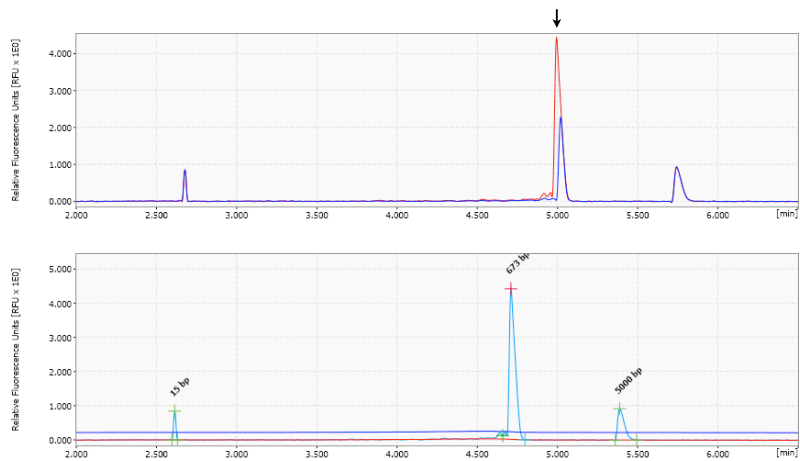 Relative Fluorescence Units [RFU x 1E0]
4.000
3.000
2.000
1.000
0.000
2.000 2.500 3.000 3.500 4.000 4.500 5.000 5.500 6.000 [min]
Relative Fluorescence Units [RFU x 1E0]
5.000
4.000
3.000
2.000
1.000
0.000
15 bp
673 bp
5000 bp
2.000 2.500 3.000 3.500 4.000 4.500 5.000 5.500 6.000 [min]